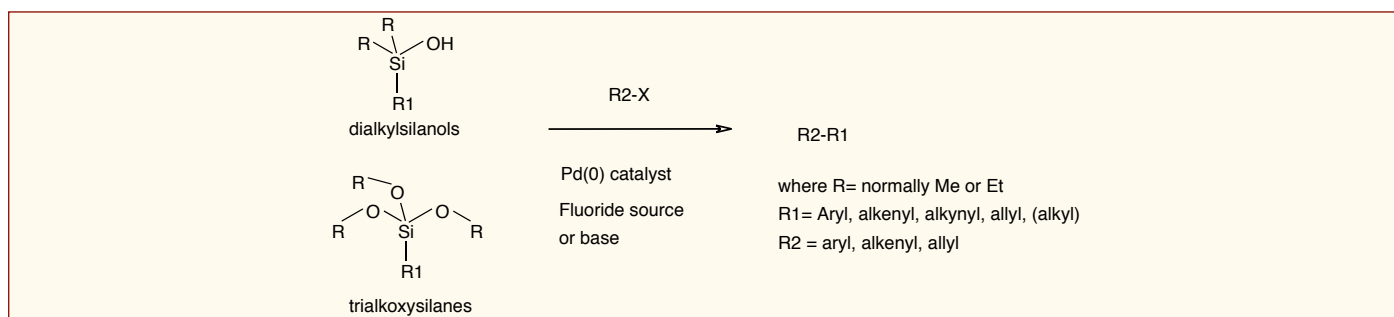 R
R
OH
Si
R1
dialkylsilanols
R
O
O
O
R
Si
R
R1
trialkoxysilanes
R2-X
Pd(0) catalyst
Fluoride source
or base
R2-R1
where R= normally Me or Et
R1= Aryl, alkenyl, alkynyl, allyl, (alkyl)
R2 = aryl, alkenyl, allyl